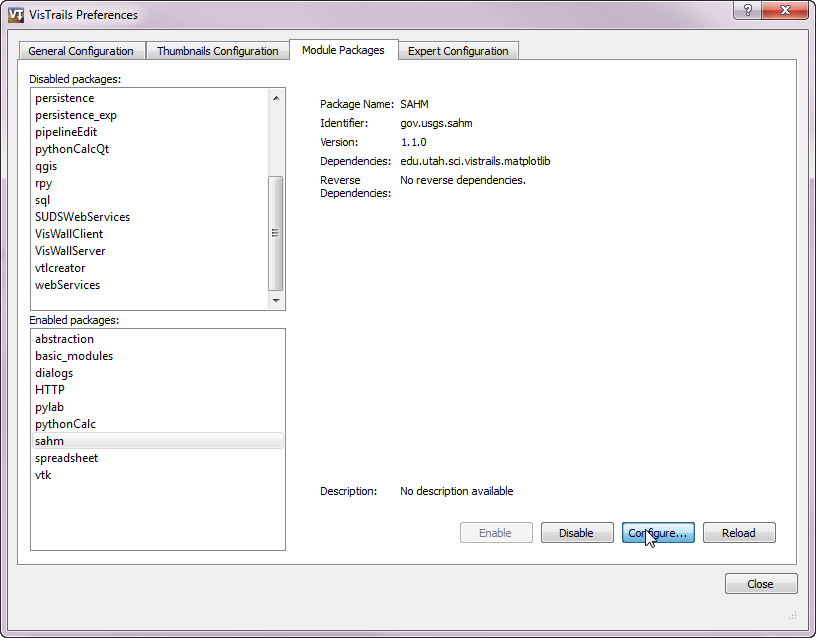 VT VisTrails Preferences
?
General Configuration Thumbnails Configuration Module Packages Expert Configuration
Disabled packages:
persistence
persistence_exp
pipelineEdit
pythonCalcQt
qgis
rpy
sql
SUDSWebServices
VisWallClient
VisWallServer
vtlcreator
webServices
Enabled packages:
abstraction
basic_modules
dialogs
HTTP
pylab
pythonCalc
sahm
spreadsheet
vtk
Package Name: SAHM
Identifier: gov.usgs.sahm
Version: 1.1.0
Dependencies: edu.utah.sci.vistrails.matplotlib
Reverse No reverse dependencies.
Dependencies:
Description: No description available
Enable Disable Configure... Reload
Close